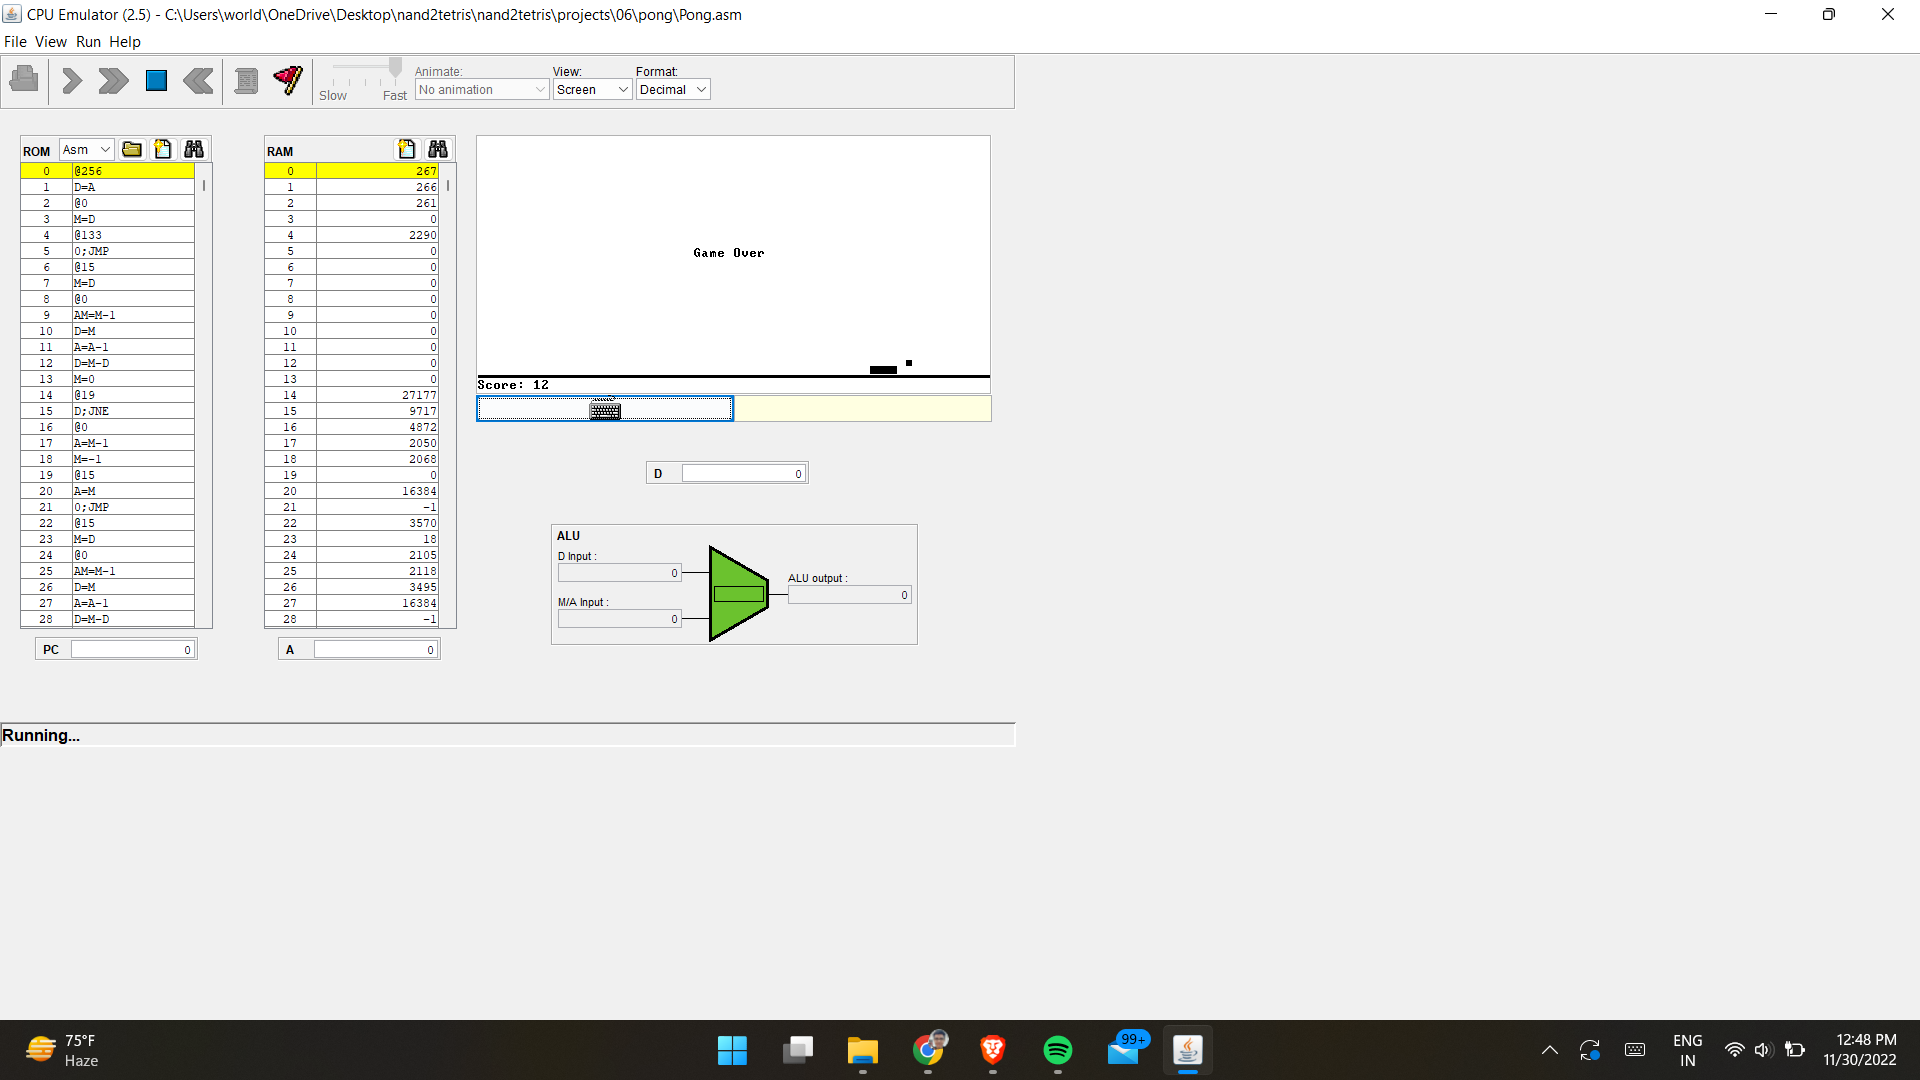 CPU Emulator (2.5) - C:\Users\world\OneDrive\Desktop\nand2tetris\nand2tetris\projects\06\pong\Pong.asm
File View Run Help
Slow Fast
Animate:
No animation
View:
Screen
Format:
Decimal
ROM Asm
0 @256
1 D=A
2 @0
3 M=D
4 @133
5 0;JMP
6 @15
7 M=D
8 @0
9 AM=M-1
10 D=M
11 A=A-1
12 D=M-D
13 M=0
14 @19
15 D;JNE
16 @0
17 A=M-1
18 M=-1
19 @15
20 A=M
21 0;JMP
22 @15
23 M=D
24 @0
25 AM=M-1
26 D=M
27 A=A-1
28 D=M-D
PC 0
RAM
0 267
1 266
2 261
3 0
4 2290
5 0
6 0
7 0
8 0
9 0
10 0
11 0
12 0
13 0
14 27177
15 9717
16 4872
17 2050
18 2068
19 0
20 16384
21 -1
22 3570
23 18
24 2105
25 2118
26 3495
27 16384
28 -1
A 0
Game Over
Score: 12
D 0
ALU
D Input :
0
M/A Input :
0
ALU output :
0
Running...
75°F
Haze
99+
ENG
IN
12:48 PM
11/30/2022